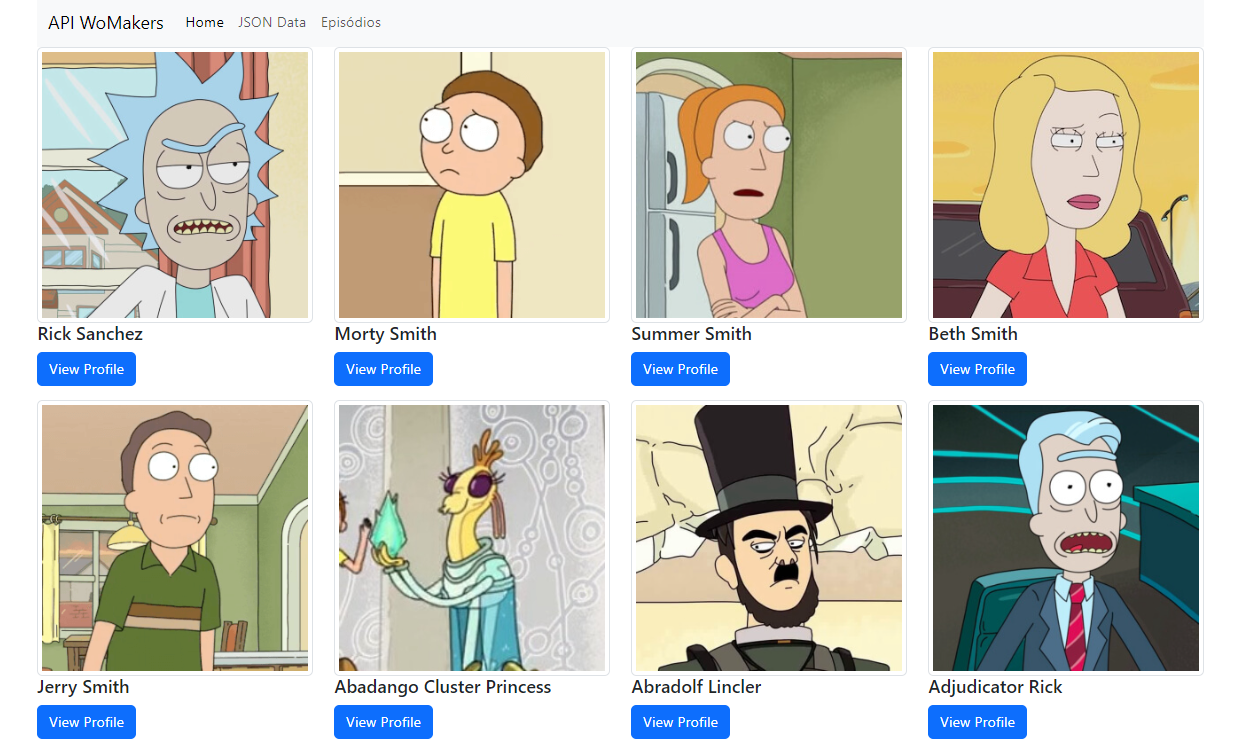 API WoMakers Home JSON Data Episódios
Rick Sanchez Morty Smith Summer Smith Beth Smith
View Profile View Profile View Profile View Profile
Jerry Smith Abadango Cluster Princess Abradolf Lincler Adjudicator Rick
View Profile View Profile View Profile View Profile